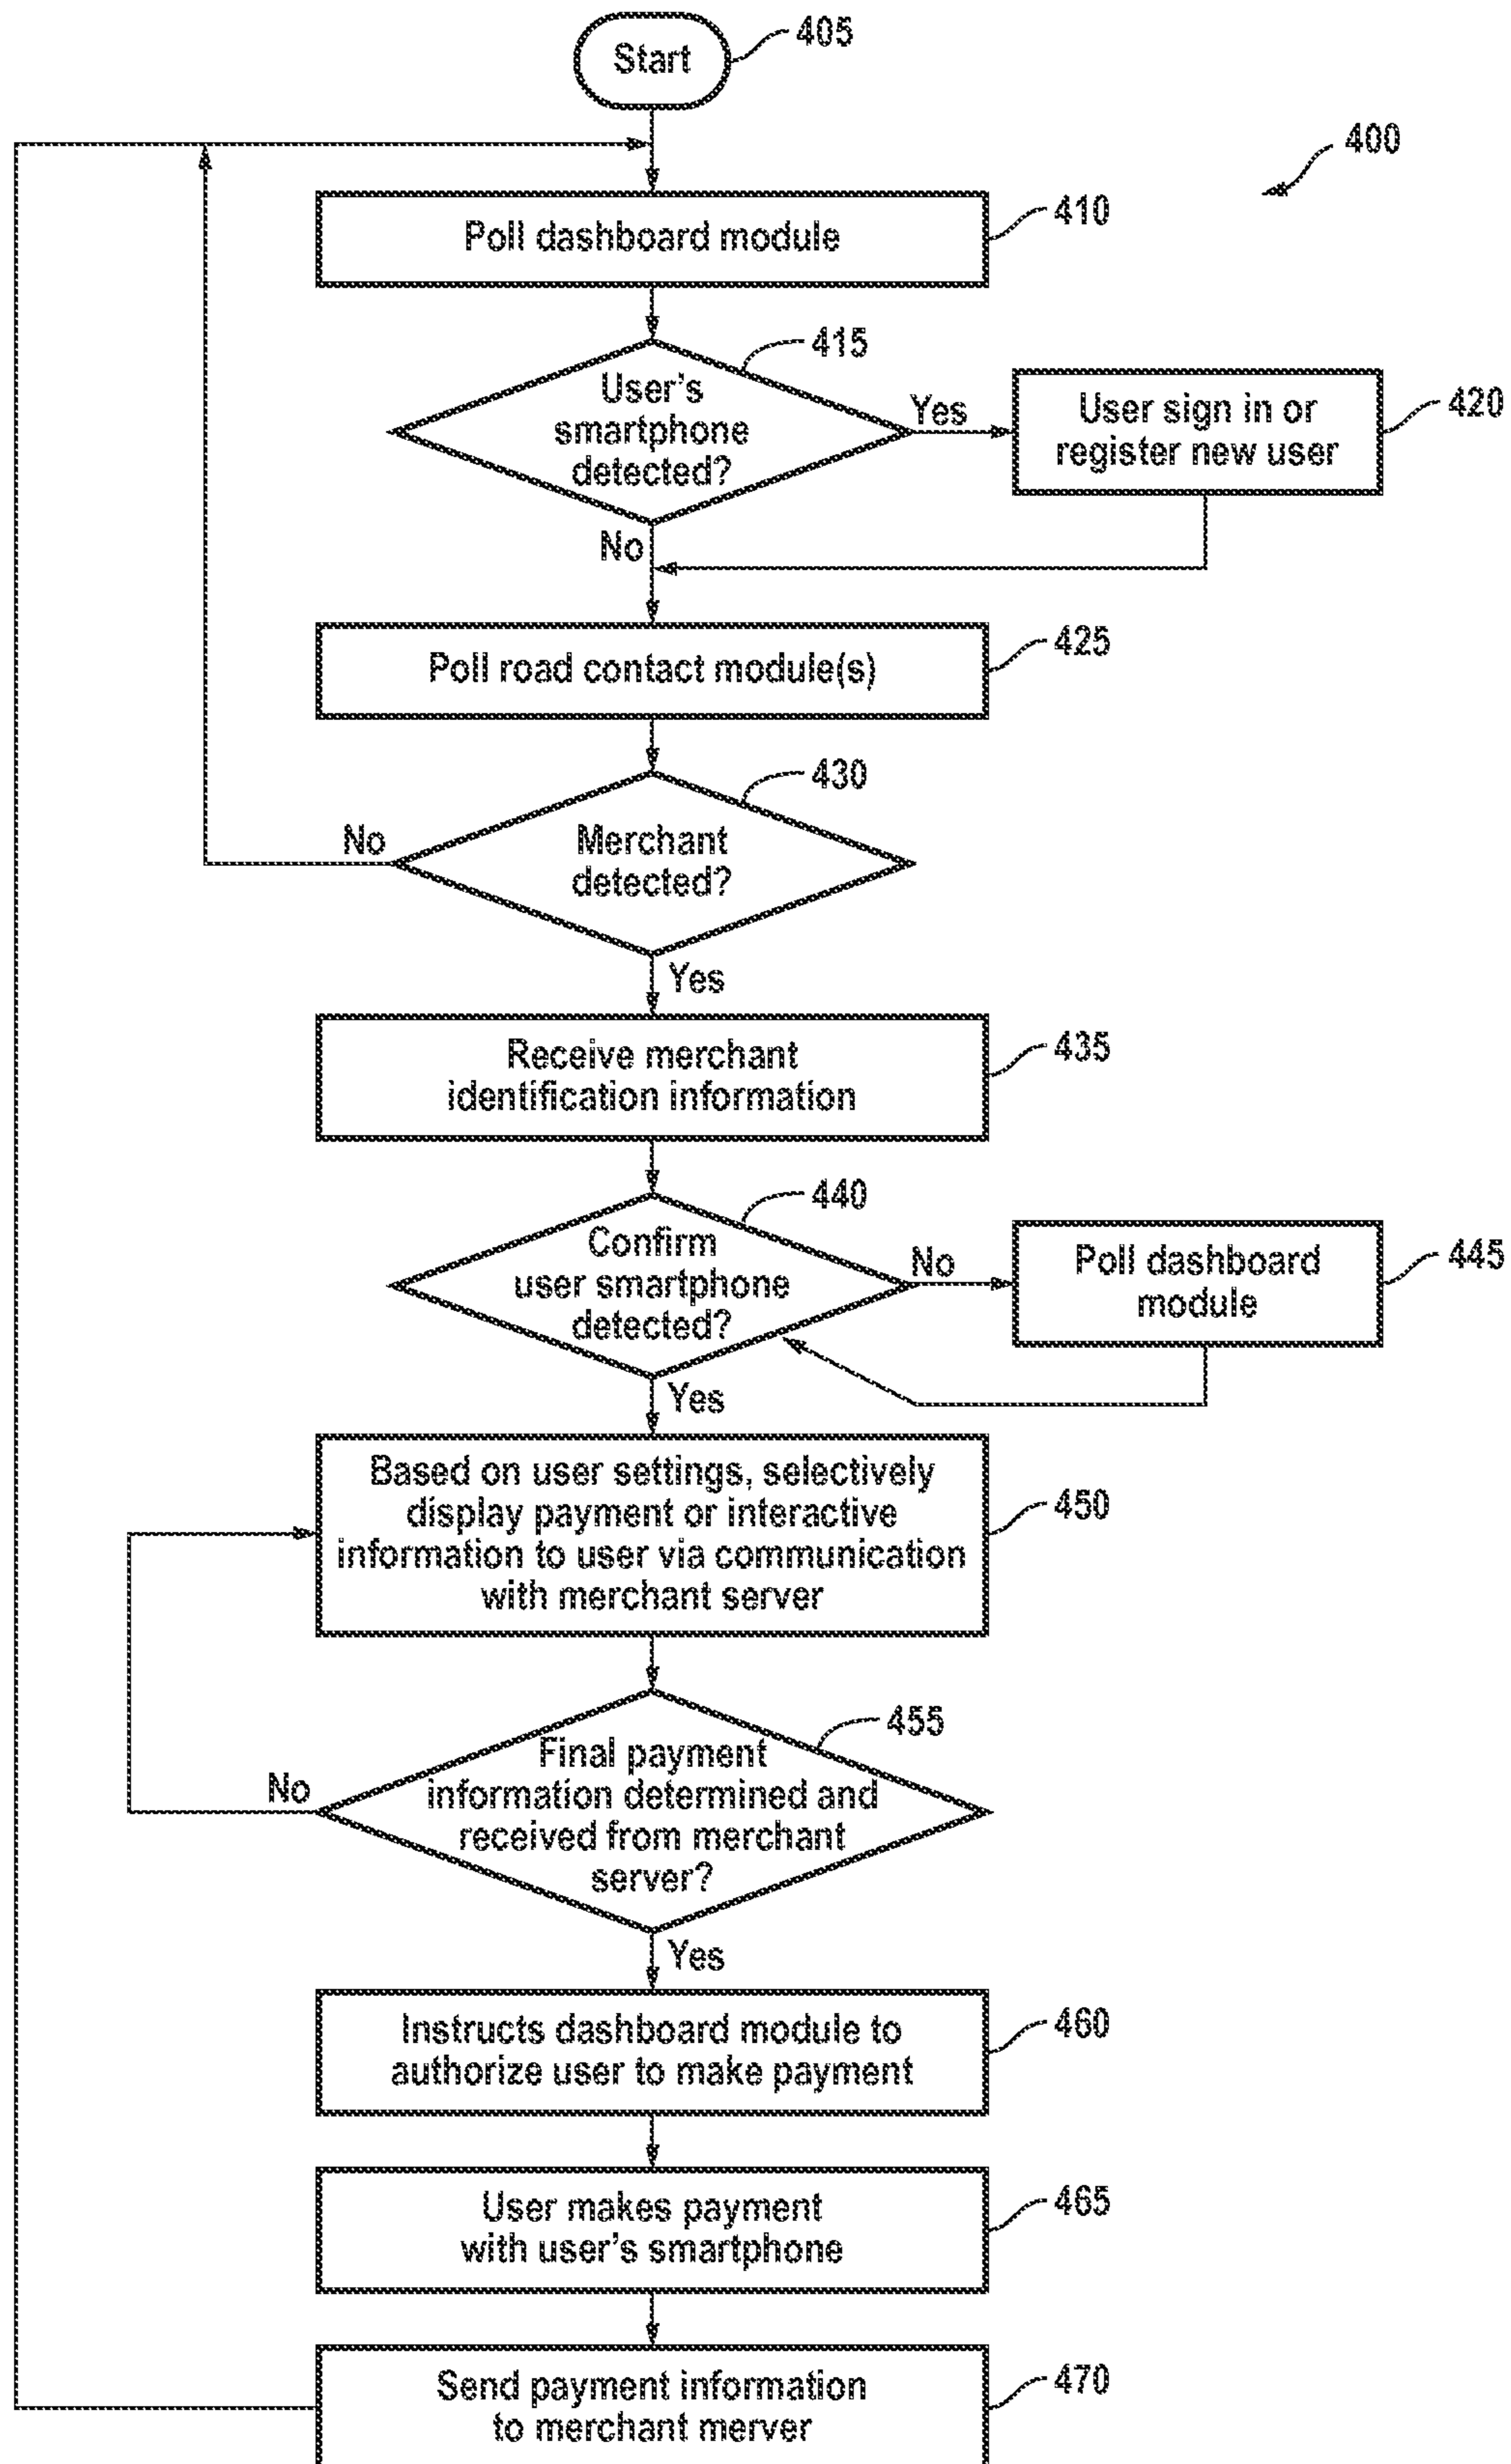 Start
405
400
Poll dashboard module
410
415
User's
smartphone
detected?
Yes
User sign in or
register new user
420
No
Poll road contact module(s)
425
430
Merchant
detected?
No
Yes
Receive merchant
identification information
435
440
Confirm
user smartphone
detected?
No
Poll dashboard
module
445
Yes
Based on user settings, selectively
display payment or interactive
information to user via communication
with merchant server
450
455
Final payment
information determined and
received from merchant
server?
No
Yes
Instructs dashboard module to
authorize user to make payment
460
User makes payment
with user's smartphone
465
Send payment information
to merchant merver
470